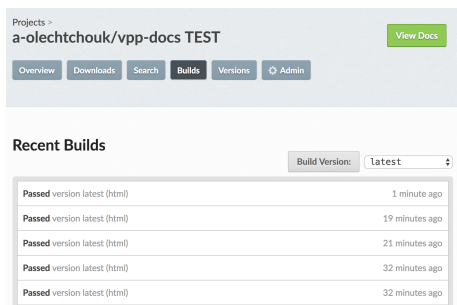 Projects >
a-olechtchouk/vpp-docs TEST
View Docs
Overview Downloads Search Builds Versions Admin
Recent Builds
Build Version: latest
Passed version latest (html) 1 minute ago
Passed version latest (html) 19 minutes ago
Passed version latest (html) 21 minutes ago
Passed version latest (html) 32 minutes ago
Passed version latest (html) 32 minutes ago